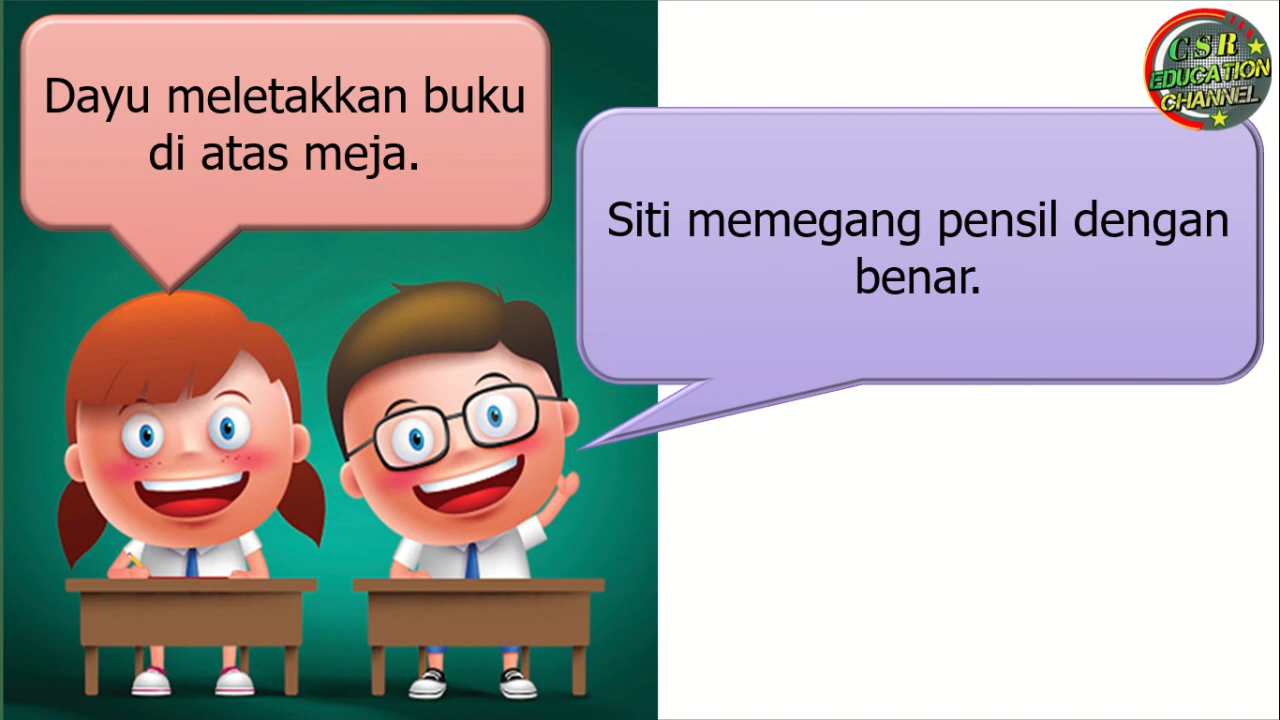 Dayu meletakkan buku
di atas meja.
CSR
EDUCATION
CHANNEL
Siti memegang pensil dengan
benar.